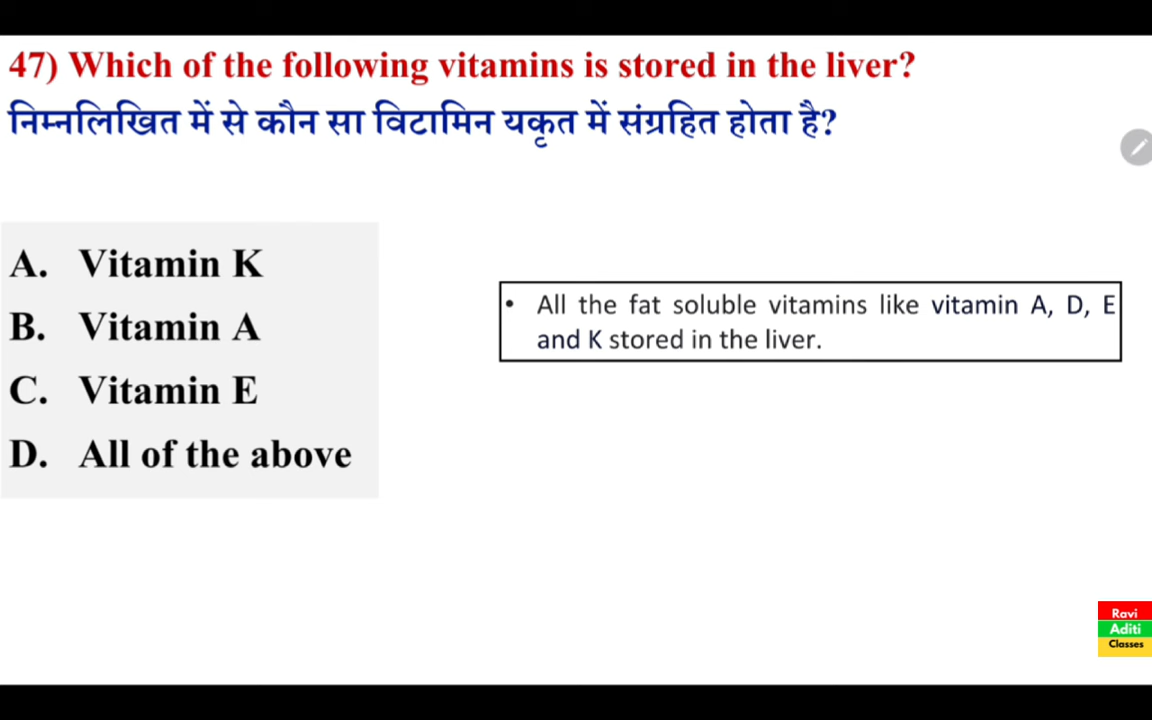 47) Which of the following vitamins is stored in the liver?
निम्नलिखित में से कौन सा विटामिन यकृत में संग्रहित होता है?
A. Vitamin K
B. Vitamin A
C. Vitamin E
D. All of the above
• All the fat soluble vitamins like vitamin A, D, E
and K stored in the liver.
Ravi
Aditi
Classes